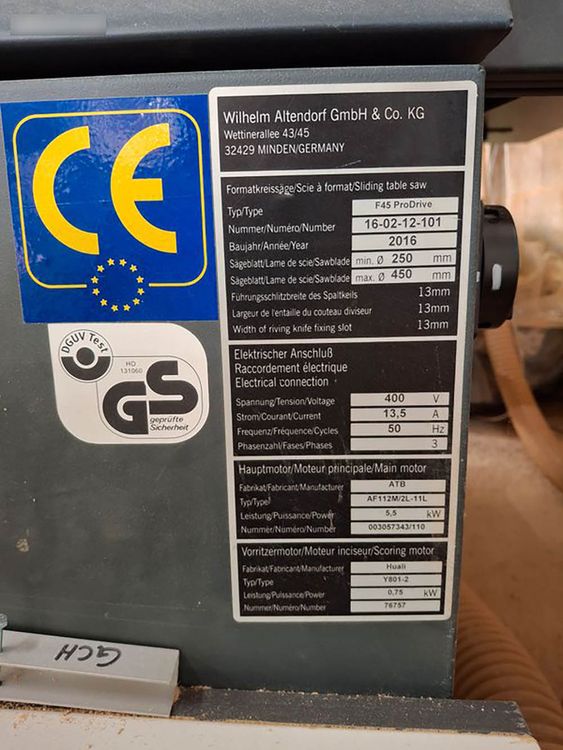 CE
Wilhelm Altendorf GmbH & Co. KG
Wettinerallee 43/45
32429 MINDEN/GERMANY
Formatkreissäge/Scie à format/Sliding table saw
Typ/Type F45 ProDrive
Nummer/Numéro/Number 16-02-12-101
Baujahr/Année/Year 2016
Sägeblatt/Lame de scie/Sawblade min. Ø 250 mm
Sägeblatt/Lame de scie/Sawblade max. Ø 450 mm
Führungsschlitzbreite des Spaltkeils 13mm
Largeur de l'entaille du couteau diviseur 13mm
Width of riving knife fixing slot 13mm
DGUV Test
HO
131060
GS
geprüfte
Sicherheit
Elektrischer Anschluß
Raccordement électrique
Electrical connection
Spannung/Tension/Voltage 400 V
Strom/Courant/Current 13,5 A
Frequenz/Fréquence/Cycles 50 Hz
Phasenzahl/Fases/Phases 3
Hauptmotor/Moteur principale/Main motor
Fabrikat/Fabricant/Manufacturer ATB
Typ/Type AF112M/2L-11L
Leistung/Puissance/Power 5,5 kW
Nummer/Numéro/Number 003057343/110
Vorritzermotor/Moteur inciseur/Scoring motor
Fabrikat/Fabricant/Manufacturer Huali
Typ/Type Y801-2
Leistung/Puissance/Power 0,75 kW
Nummer/Numéro/Number 76757
GCH